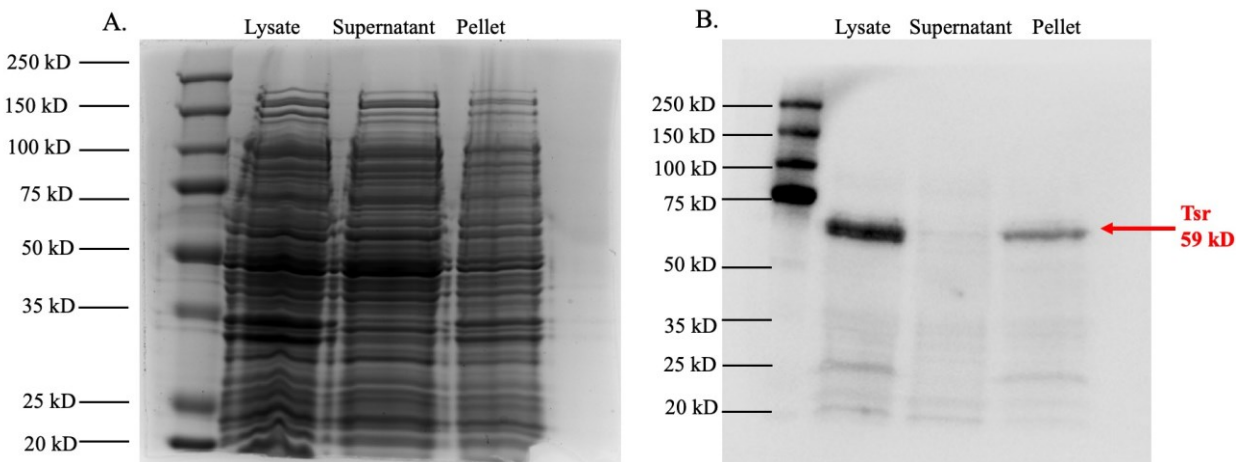 A.
Lysate Supernatant Pellet
250 kD
150 kD
100 kD
75 kD
50 kD
35 kD
25 kD
20 kD
B.
Lysate Supernatant Pellet
250 kD
150 kD
100 kD
75 kD
50 kD
35 kD
25 kD
20 kD
Tsr
59 kD